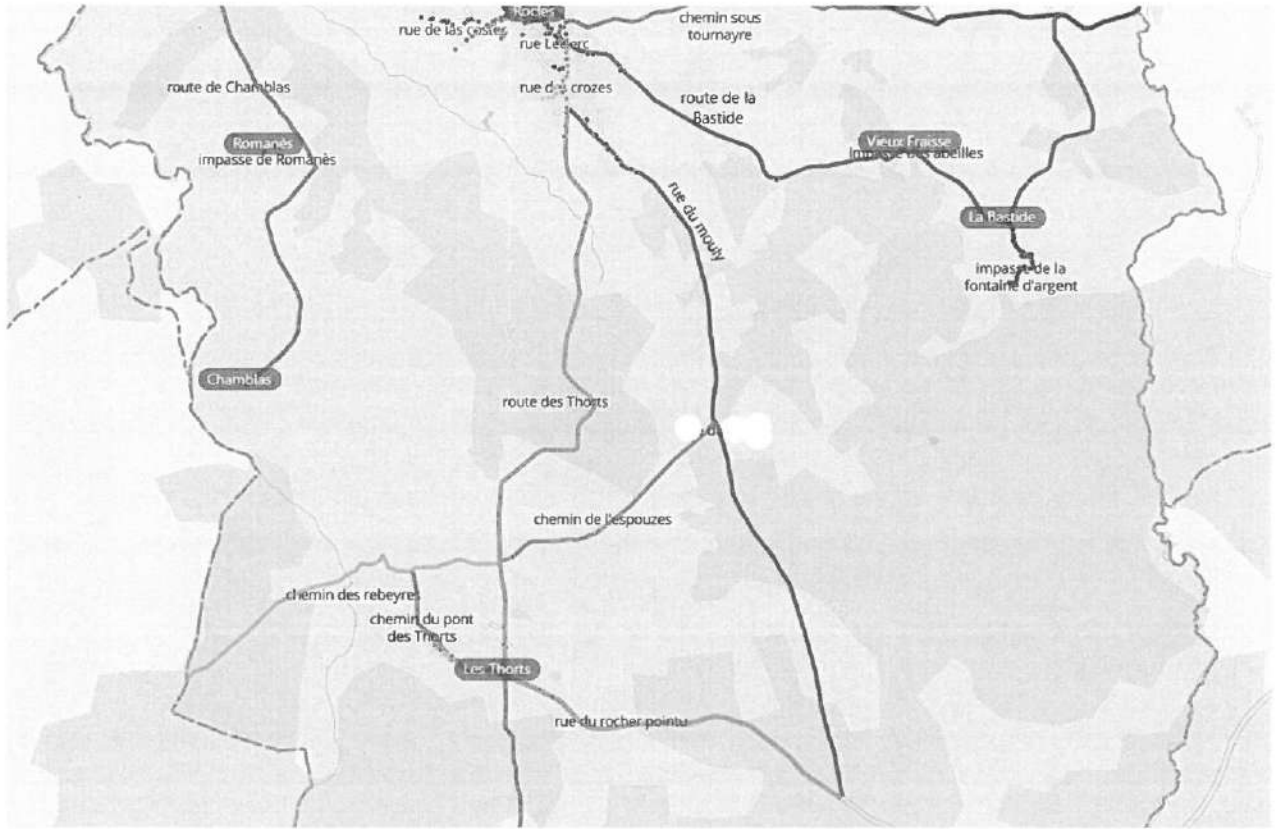 Rocles
chemin sous
tournayre
rue de las costes
rue Leclerc
route de Chamblas
rue des crozes
route de la
Bastide
Romanès
impasse de Romanès
Vieux Fraisse
impasse des abeilles
rue du mouly
La Bastide
impasse de la
fontaine d'argent
Chamblas
route des Thorts
chemin de l'espouzes
chemin des rebeyres
chemin du pont
des Thorts
Les Thorts
rue du rocher pointu